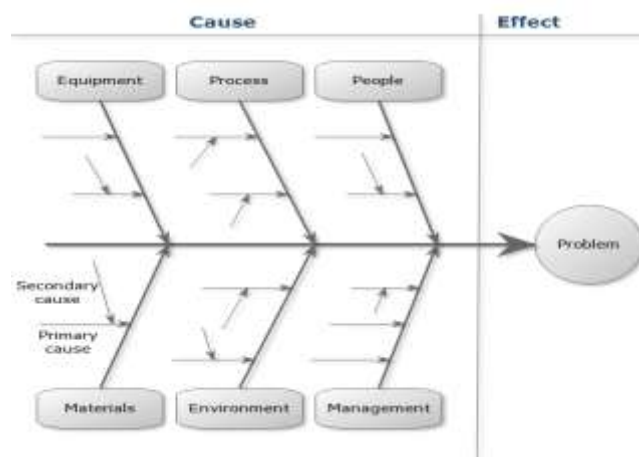 Cause
Effect
Equipment
Process
People
Problem
Secondary
cause
Primary
cause
Materials
Environment
Management